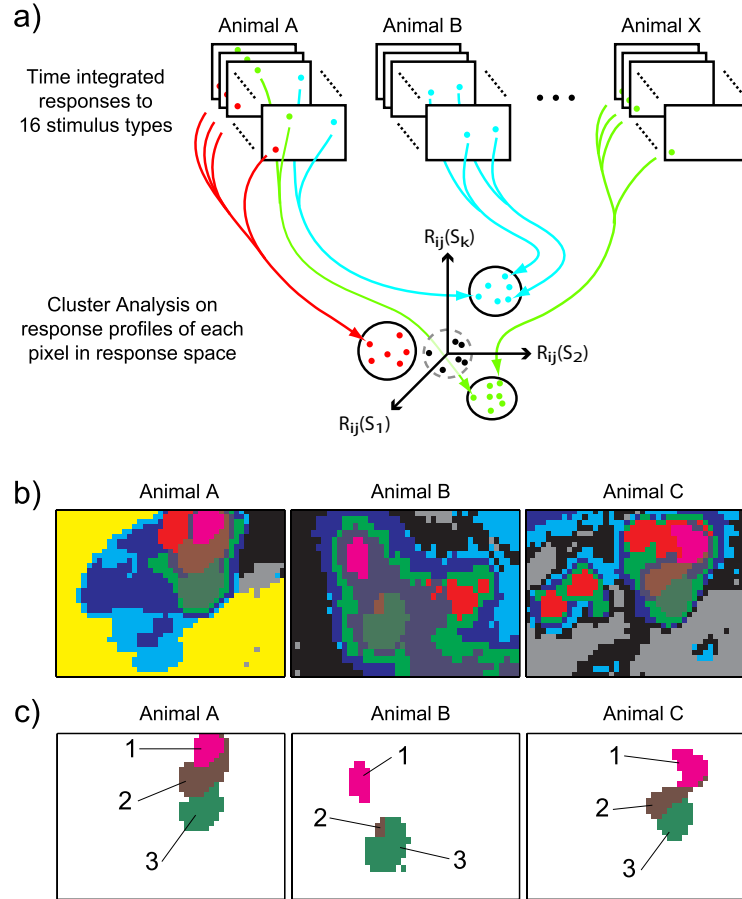 a)
Animal A
Animal B
Animal X
Time integrated
responses to
16 stimulus types
Cluster Analysis on
response profiles of each
pixel in response space
Rij(Sk)
Rij(S2)
Rij(S1)
b)
Animal A
Animal B
Animal C
c)
Animal A
Animal B
Animal C
1
2
3
1
2
3
1
2
3